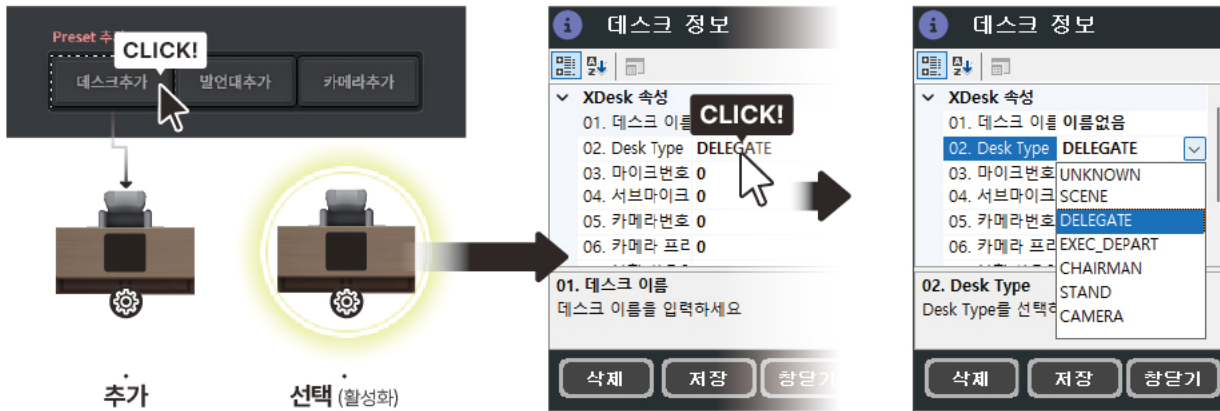 Preset 추
CLICK!
데스크추가
발언대추가
카메라추가
추가
선택 (활성화)
데스크 정보
XDesk 속성
01. 데스크 이름
CLICK!
02. Desk Type DELEGATE
03. 마이크번호 0
04. 서브마이크 0
05. 카메라번호 0
06. 카메라 프리 0
01. 데스크 이름
데스크 이름을 입력하세요
삭제
저장
창닫기
데스크 정보
XDesk 속성
01. 데스크 이름 이름없음
02. Desk Type DELEGATE
03. 마이크번호
04. 서브마이크
05. 카메라번호
06. 카메라 프리
UNKNOWN
SCENE
DELEGATE
EXEC_DEPART
CHAIRMAN
STAND
CAMERA
02. Desk Type
Desk Type를 선택
삭제
저장
창닫기